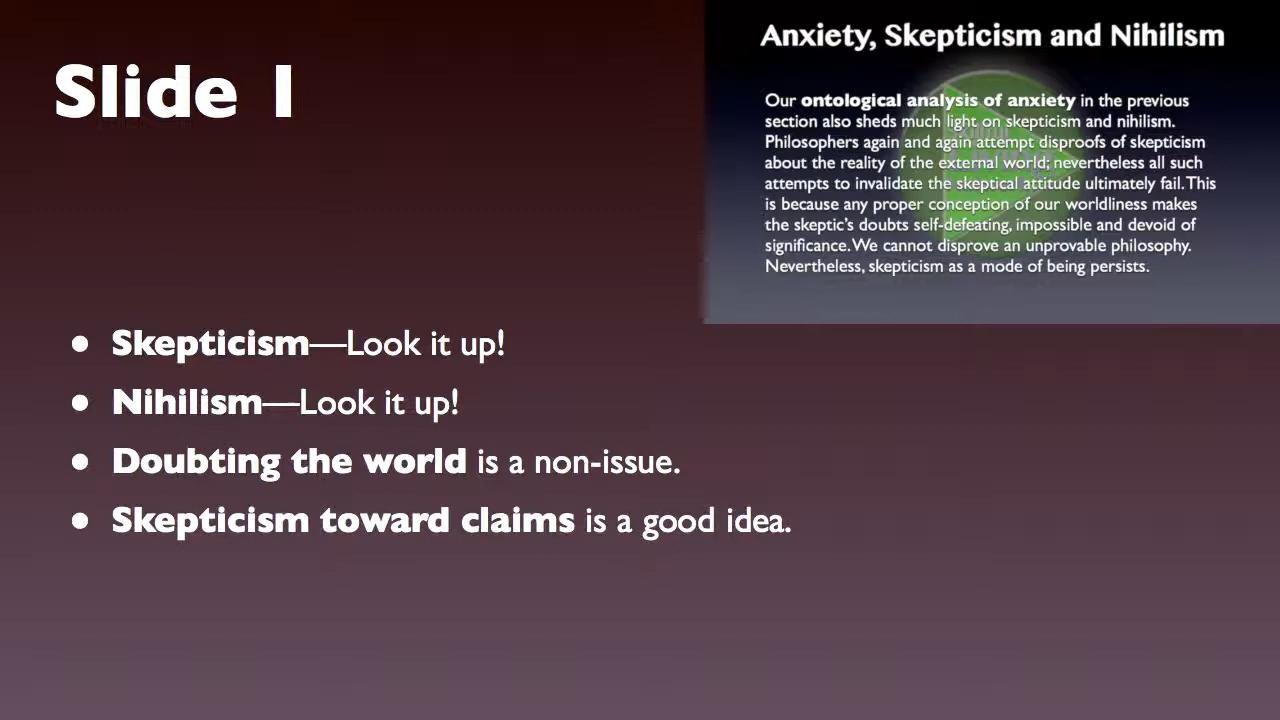 Slide 1
Anxiety, Skepticism and Nihilism
Our ontological analysis of anxiety in the previous
section also sheds much light on skepticism and nihilism.
Philosophers again and again attempt disproofs of skepticism
about the reality of the external world; nevertheless all such
attempts to invalidate the skeptical attitude ultimately fail. This
is because any proper conception of our worldliness makes
the skeptic's doubts self-defeating, impossible and devoid of
significance. We cannot disprove an unprovable philosophy.
Nevertheless, skepticism as a mode of being persists.
• Skepticism—Look it up!
• Nihilism—Look it up!
• Doubting the world is a non-issue.
• Skepticism toward claims is a good idea.